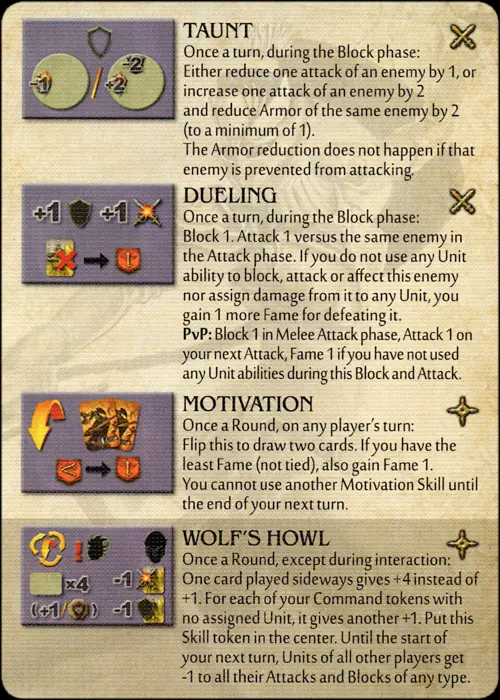 TAUNT
Once a turn, during the Block phase:
Either reduce one attack of an enemy by 1, or
increase one attack of an enemy by 2
and reduce Armor of the same enemy by 2
(to a minimum of 1).
The Armor reduction does not happen if that
enemy is prevented from attacking.
-1 / +2 -2
DUELING
Once a turn, during the Block phase:
Block 1. Attack 1 versus the same enemy in
the Attack phase. If you do not use any Unit
ability to block, attack or affect this enemy
nor assign damage from it to any Unit, you
gain 1 more Fame for defeating it.
PvP: Block 1 in Melee Attack phase, Attack 1 on
your next Attack, Fame 1 if you have not used
any Unit abilities during this Block and Attack.
+1 +1
1
MOTIVATION
Once a Round, on any player's turn:
Flip this to draw two cards. If you have the
least Fame (not tied), also gain Fame 1.
You cannot use another Motivation Skill until
the end of your next turn.
< 1
WOLF'S HOWL
Once a Round, except during interaction:
One card played sideways gives +4 instead of
+1. For each of your Command tokens with
no assigned Unit, it gives another +1. Put this
Skill token in the center. Until the start of
your next turn, Units of all other players get
-1 to all their Attacks and Blocks of any type.
!
x4 -1
(+1/ ) -1